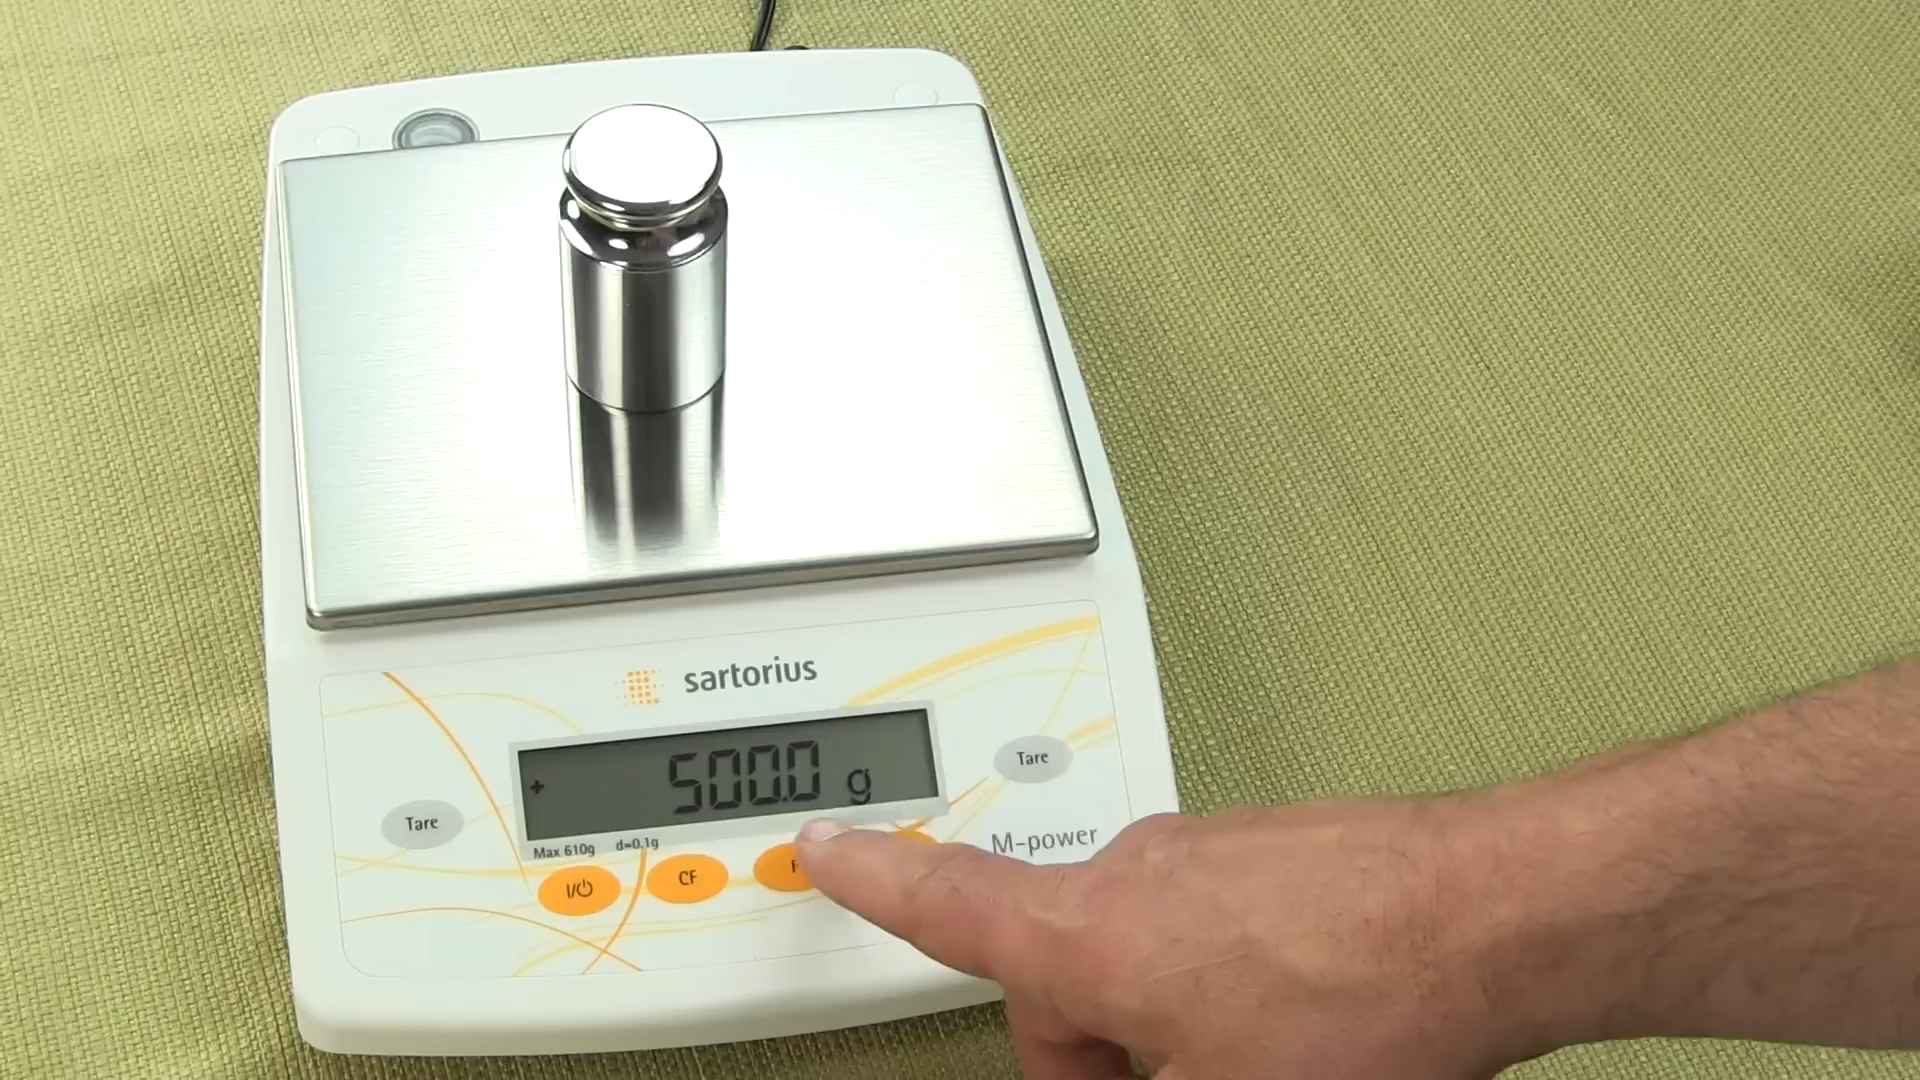 sartorius
+ 500.0 g
Tare
Tare
Max 610g d=0.1g
M-power
I/⏻
CF